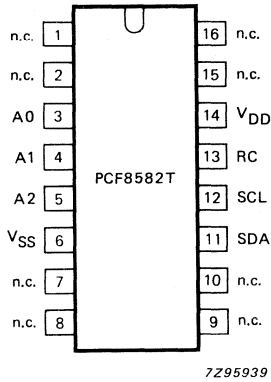 n.c. 1 16 n.c.
n.c. 2 15 n.c.
A0 3 14 VDD
A1 4 13 RC
PCF8582T
A2 5 12 SCL
VSS 6 11 SDA
n.c. 7 10 n.c.
n.c. 8 9 n.c.
7Z95939